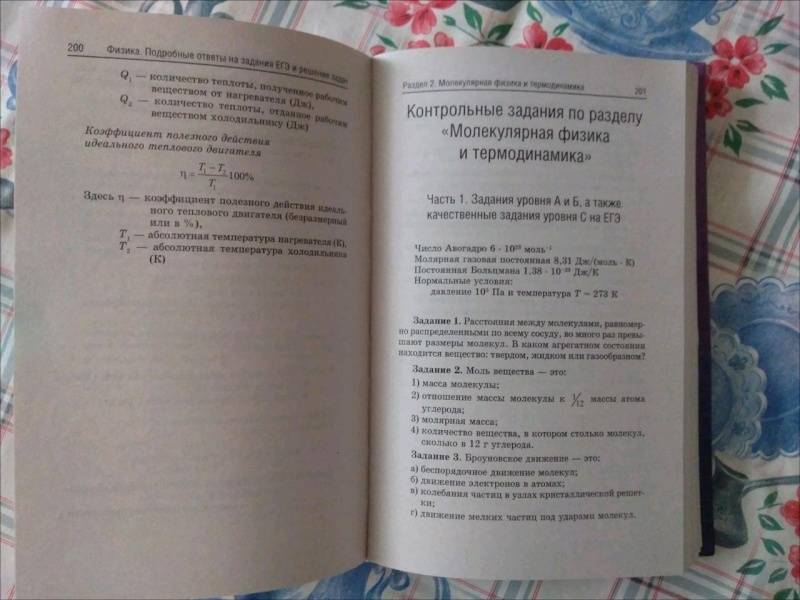 200 Физика. Подробные ответы на задания ЕГЭ и решение задач
Q₁ — количество теплоты, полученное рабочим
веществом от нагревателя (Дж),
Q₂ — количество теплоты, отданное рабочим
веществом холодильнику (Дж)
Коэффициент полезного действия
идеального теплового двигателя
η = (T₁ − T₂)/T₁ 100%
Здесь η — коэффициент полезного действия идеаль-
ного теплового двигателя (безразмерный
или в %),
T₁ — абсолютная температура нагревателя (К),
T₂ — абсолютная температура холодильника
(К)
Раздел 2. Молекулярная физика и термодинамика 201
Контрольные задания по разделу
«Молекулярная физика
и термодинамика»
Часть 1. Задания уровня А и Б, а также
качественные задания уровня С на ЕГЭ
Число Авогадро 6 · 10²³ моль⁻¹
Молярная газовая постоянная 8,31 Дж/(моль · К)
Постоянная Больцмана 1,38 · 10⁻²³ Дж/К
Нормальные условия:
давление 10⁵ Па и температура T = 273 К
Задание 1. Расстояния между молекулами, равномер-
но распределенными по всему сосуду, во много раз превы-
шают размеры молекул. В каком агрегатном состоянии
находится вещество: твердом, жидком или газообразном?
Задание 2. Моль вещества — это:
1) масса молекулы;
2) отношение массы молекулы к 1/12 массы атома
углерода;
3) молярная масса;
4) количество вещества, в котором столько молекул,
сколько в 12 г углерода.
Задание 3. Броуновское движение — это:
а) беспорядочное движение молекул;
б) движение электронов в атомах;
в) колебания частиц в узлах кристаллической решет-
ки;
г) движение мелких частиц под ударами молекул.